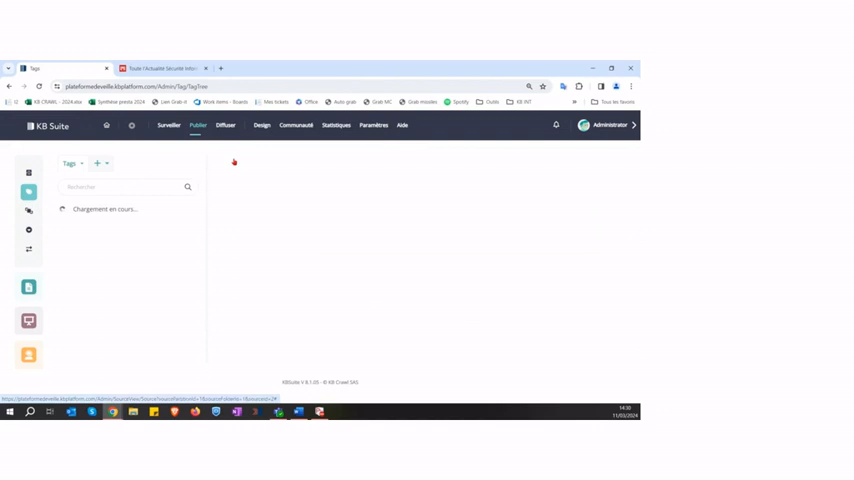 Tags
Toute l'Actualité Sécurité Inform
plateformedeveille.kbplatform.com/Admin/Tag/TagTree
KB CRAWL - 2024.xlsx
Synthèse presta 2024
Lien Grab-it
Work items - Boards
Mes tickets
Office
Auto grab
Grab MC
Grab missiles
Spotify
Outils
KB INT
»
Tous les favoris
KB Suite
Surveiller
Publier
Diffuser
Design
Communauté
Statistiques
Paramètres
Aide
Administrator
Tags
Rechercher
Chargement en cours...
KBSuite V 8.1.05 - © KB Crawl SAS
14:30
11/03/2024